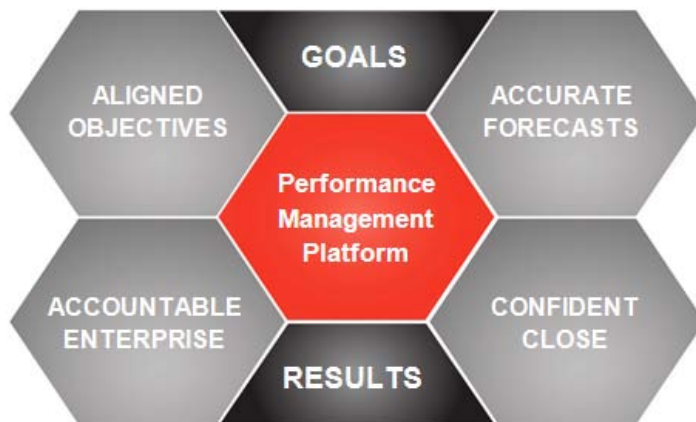 GOALS
ALIGNED
OBJECTIVES
ACCURATE
FORECASTS
Performance
Management
Platform
ACCOUNTABLE
ENTERPRISE
CONFIDENT
CLOSE
RESULTS